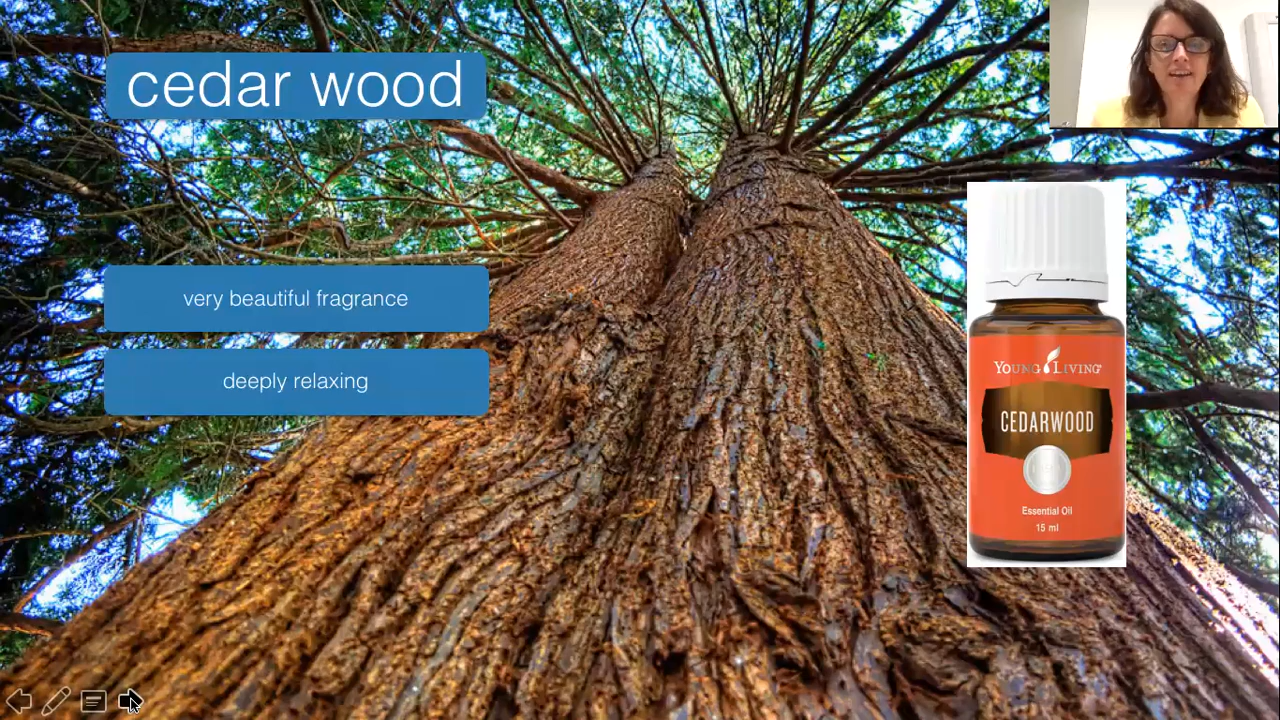 cedar wood
very beautiful fragrance
deeply relaxing
YOUNG LIVING
CEDARWOOD
Essential Oil
15 ml